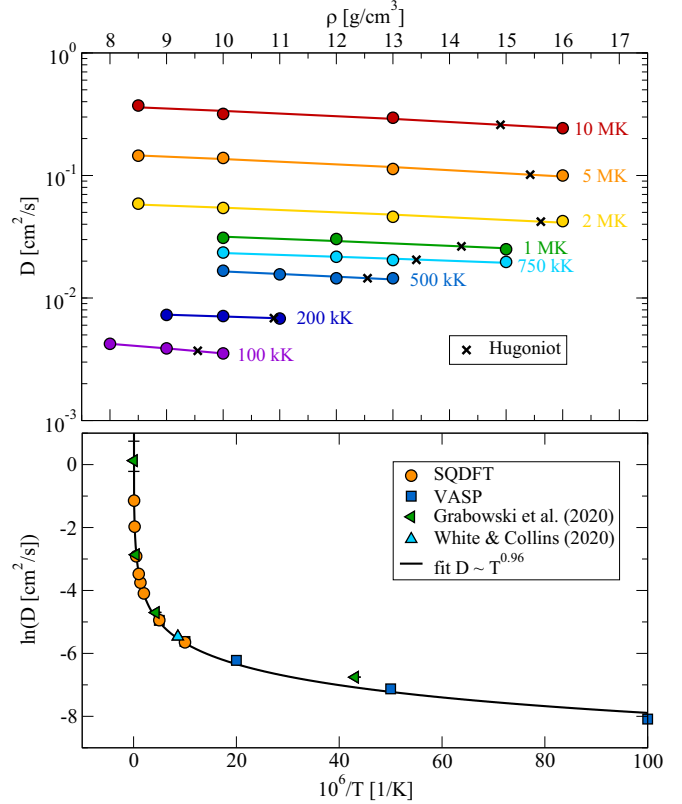 ρ [g/cm³]
8 9 10 11 12 13 14 15 16 17
10⁰
10⁻¹
10⁻²
10⁻³
D [cm²/s]
10 MK
5 MK
2 MK
1 MK
750 kK
500 kK
200 kK
100 kK
Hugoniot
0
-2
-4
-6
-8
ln(D [cm²/s])
SQDFT
VASP
Grabowski et al. (2020)
White & Collins (2020)
fit D ~ T⁰·⁹⁶
0 20 40 60 80 100
10⁶/T [1/K]